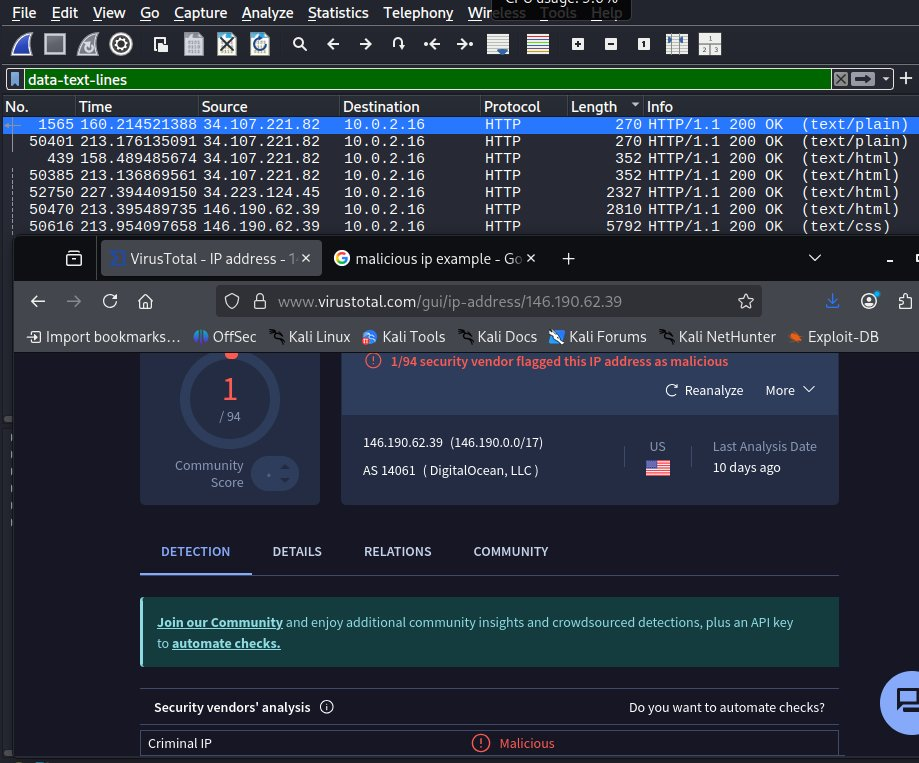 CPU usage: 9.0%
File Edit View Go Capture Analyze Statistics Telephony Wireless Tools Help
data-text-lines
No. Time Source Destination Protocol Length Info
1565 160.214521388 34.107.221.82 10.0.2.16 HTTP 270 HTTP/1.1 200 OK (text/plain)
50401 213.176135091 34.107.221.82 10.0.2.16 HTTP 270 HTTP/1.1 200 OK (text/plain)
439 158.489485674 34.107.221.82 10.0.2.16 HTTP 352 HTTP/1.1 200 OK (text/html)
50385 213.136869561 34.107.221.82 10.0.2.16 HTTP 352 HTTP/1.1 200 OK (text/html)
52750 227.394409150 34.223.124.45 10.0.2.16 HTTP 2327 HTTP/1.1 200 OK (text/html)
50470 213.395489735 146.190.62.39 10.0.2.16 HTTP 2810 HTTP/1.1 200 OK (text/html)
50616 213.954097658 146.190.62.39 10.0.2.16 HTTP 5792 HTTP/1.1 200 OK (text/css)
VirusTotal - IP address - 14 malicious ip example - Go
www.virustotal.com/gui/ip-address/146.190.62.39
Import bookmarks... OffSec Kali Linux Kali Tools Kali Docs Kali Forums Kali NetHunter Exploit-DB
1/94 security vendor flagged this IP address as malicious
1
/ 94
Reanalyze More
Community
Score
146.190.62.39 (146.190.0.0/17)
AS 14061 ( DigitalOcean, LLC )
US
Last Analysis Date
10 days ago
DETECTION DETAILS RELATIONS COMMUNITY
Join our Community and enjoy additional community insights and crowdsourced detections, plus an API key
to automate checks.
Security vendors' analysis Do you want to automate checks?
Criminal IP Malicious